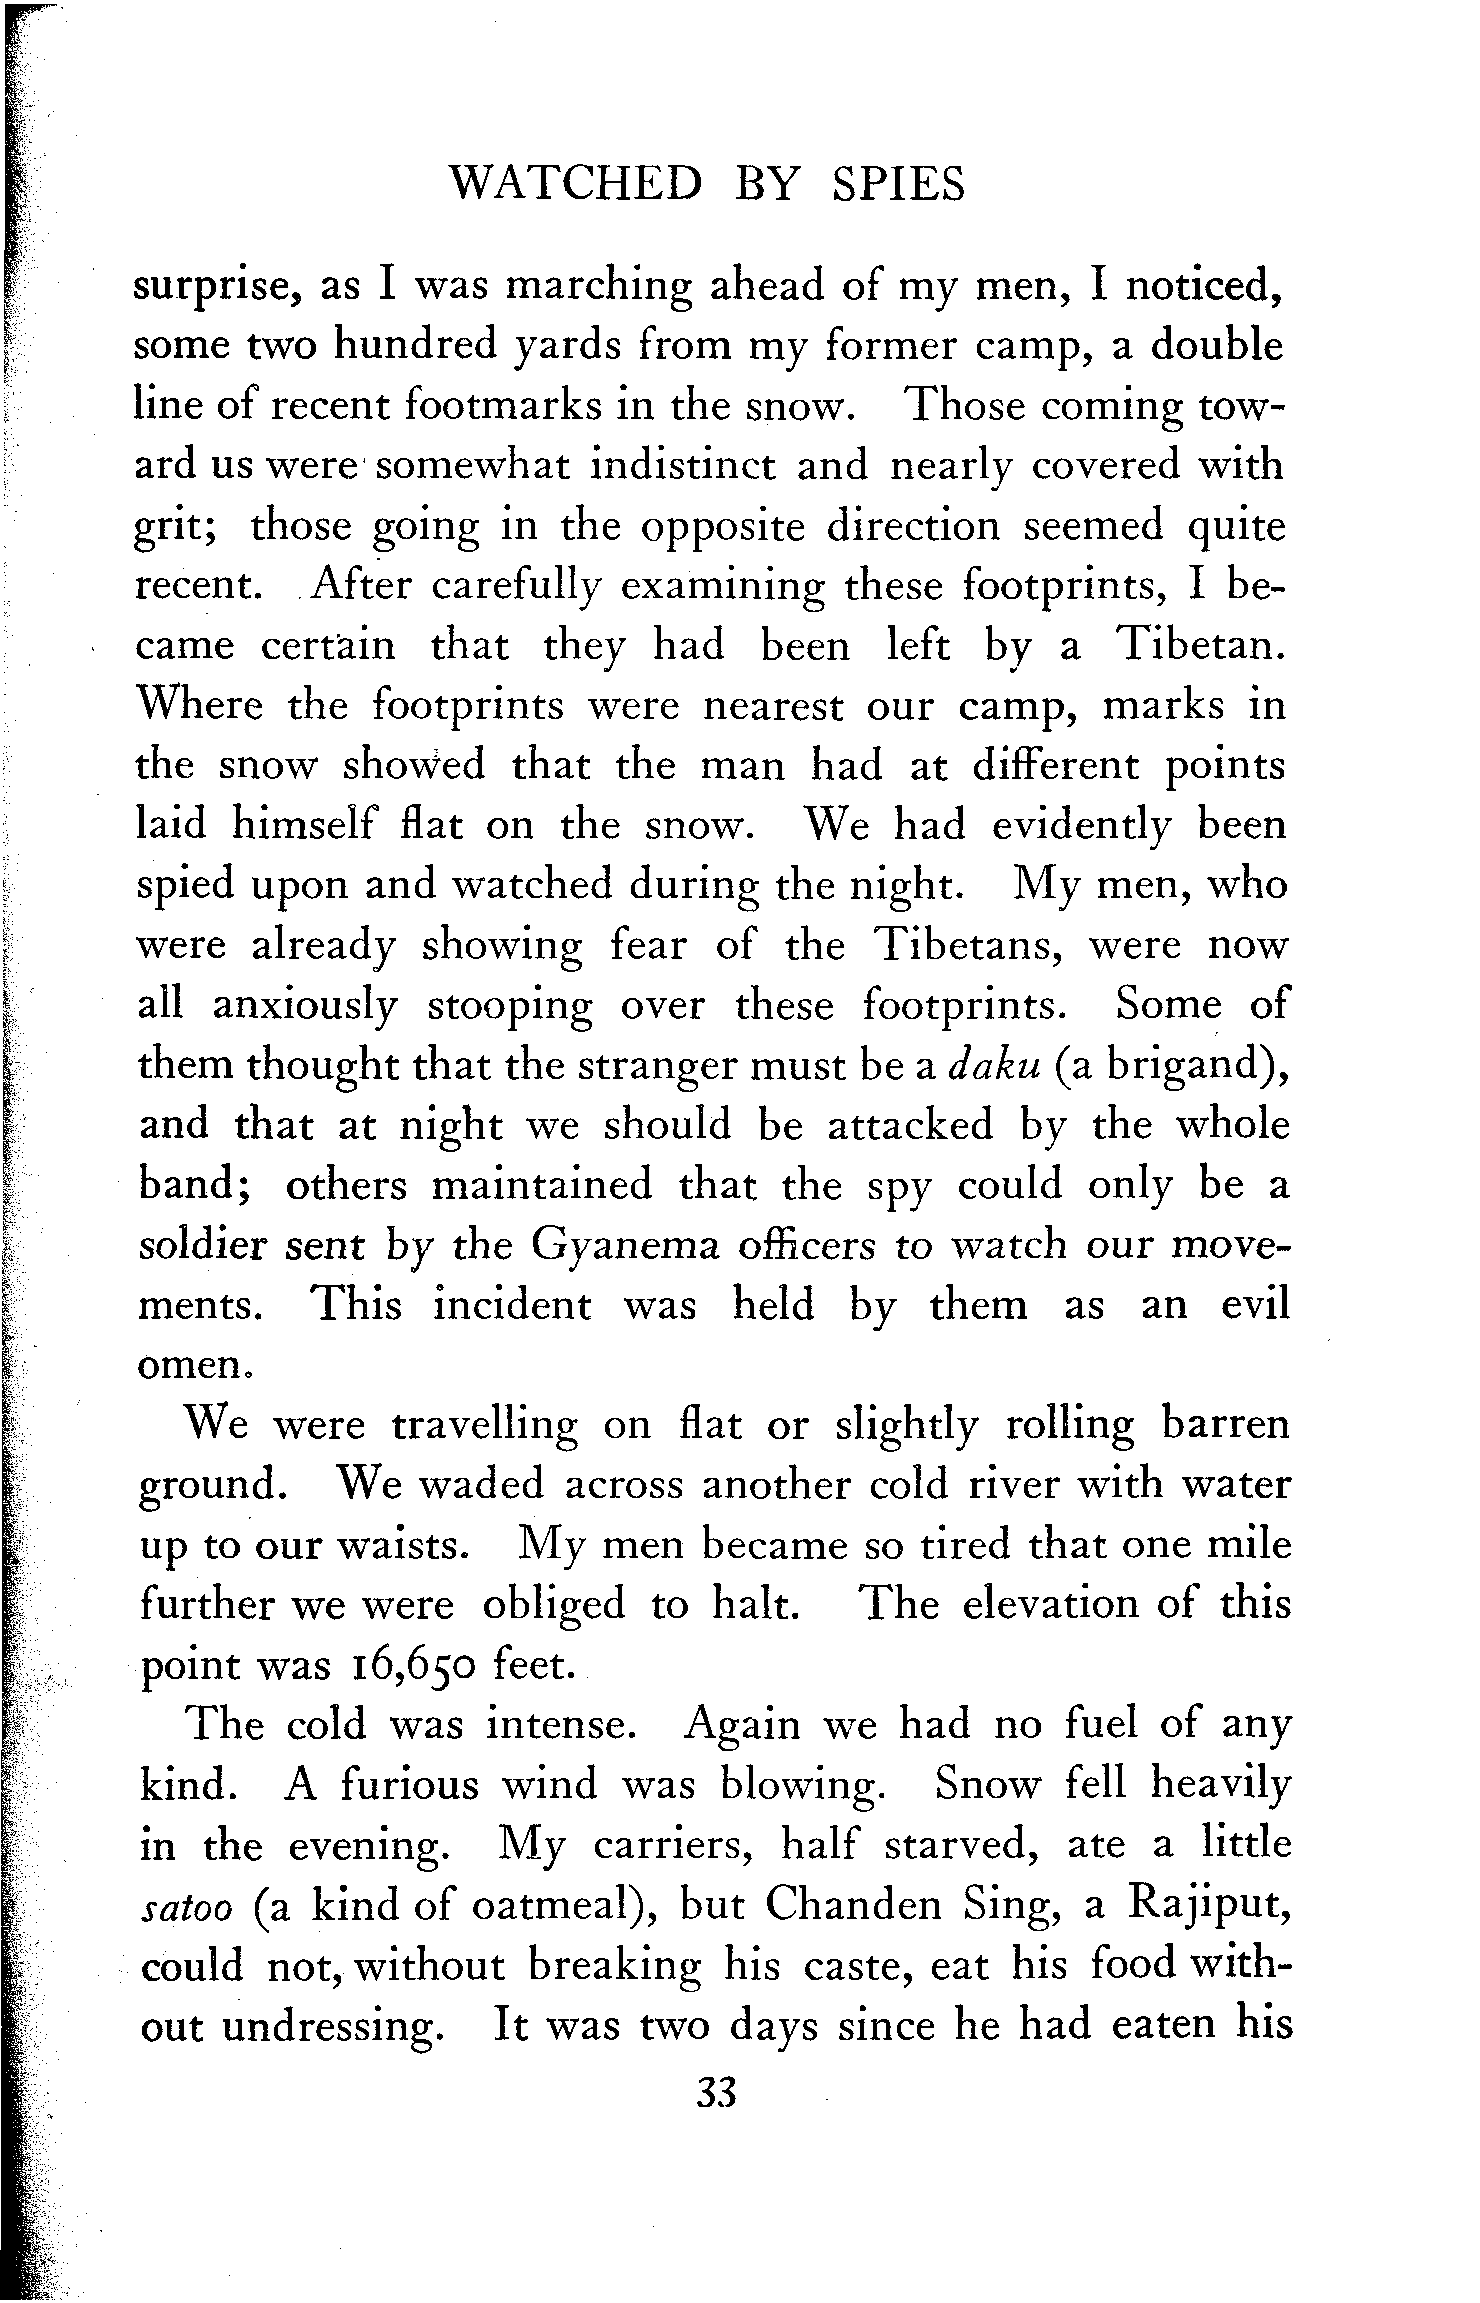 WATCHED BY SPIES
surprise, as I was marching ahead of my men, I noticed,
some two hundred yards from my former camp, a double
line of recent footmarks in the snow. Those coming tow-
ard us were somewhat indistinct and nearly covered with
grit; those going in the opposite direction seemed quite
recent. After carefully examining these footprints, I be-
came certain that they had been left by a Tibetan.
Where the footprints were nearest our camp, marks in
the snow showed that the man had at different points
laid himself flat on the snow. We had evidently been
spied upon and watched during the night. My men, who
were already showing fear of the Tibetans, were now
all anxiously stooping over these footprints. Some of
them thought that the stranger must be a daku (a brigand),
and that at night we should be attacked by the whole
band; others maintained that the spy could only be a
soldier sent by the Gyanema officers to watch our move-
ments. This incident was held by them as an evil
omen.
We were travelling on flat or slightly rolling barren
ground. We waded across another cold river with water
up to our waists. My men became so tired that one mile
further we were obliged to halt. The elevation of this
point was 16,650 feet.
The cold was intense. Again we had no fuel of any
kind. A furious wind was blowing. Snow fell heavily
in the evening. My carriers, half starved, ate a little
satoo (a kind of oatmeal), but Chanden Sing, a Rajiput,
could not, without breaking his caste, eat his food with-
out undressing. It was two days since he had eaten his
33